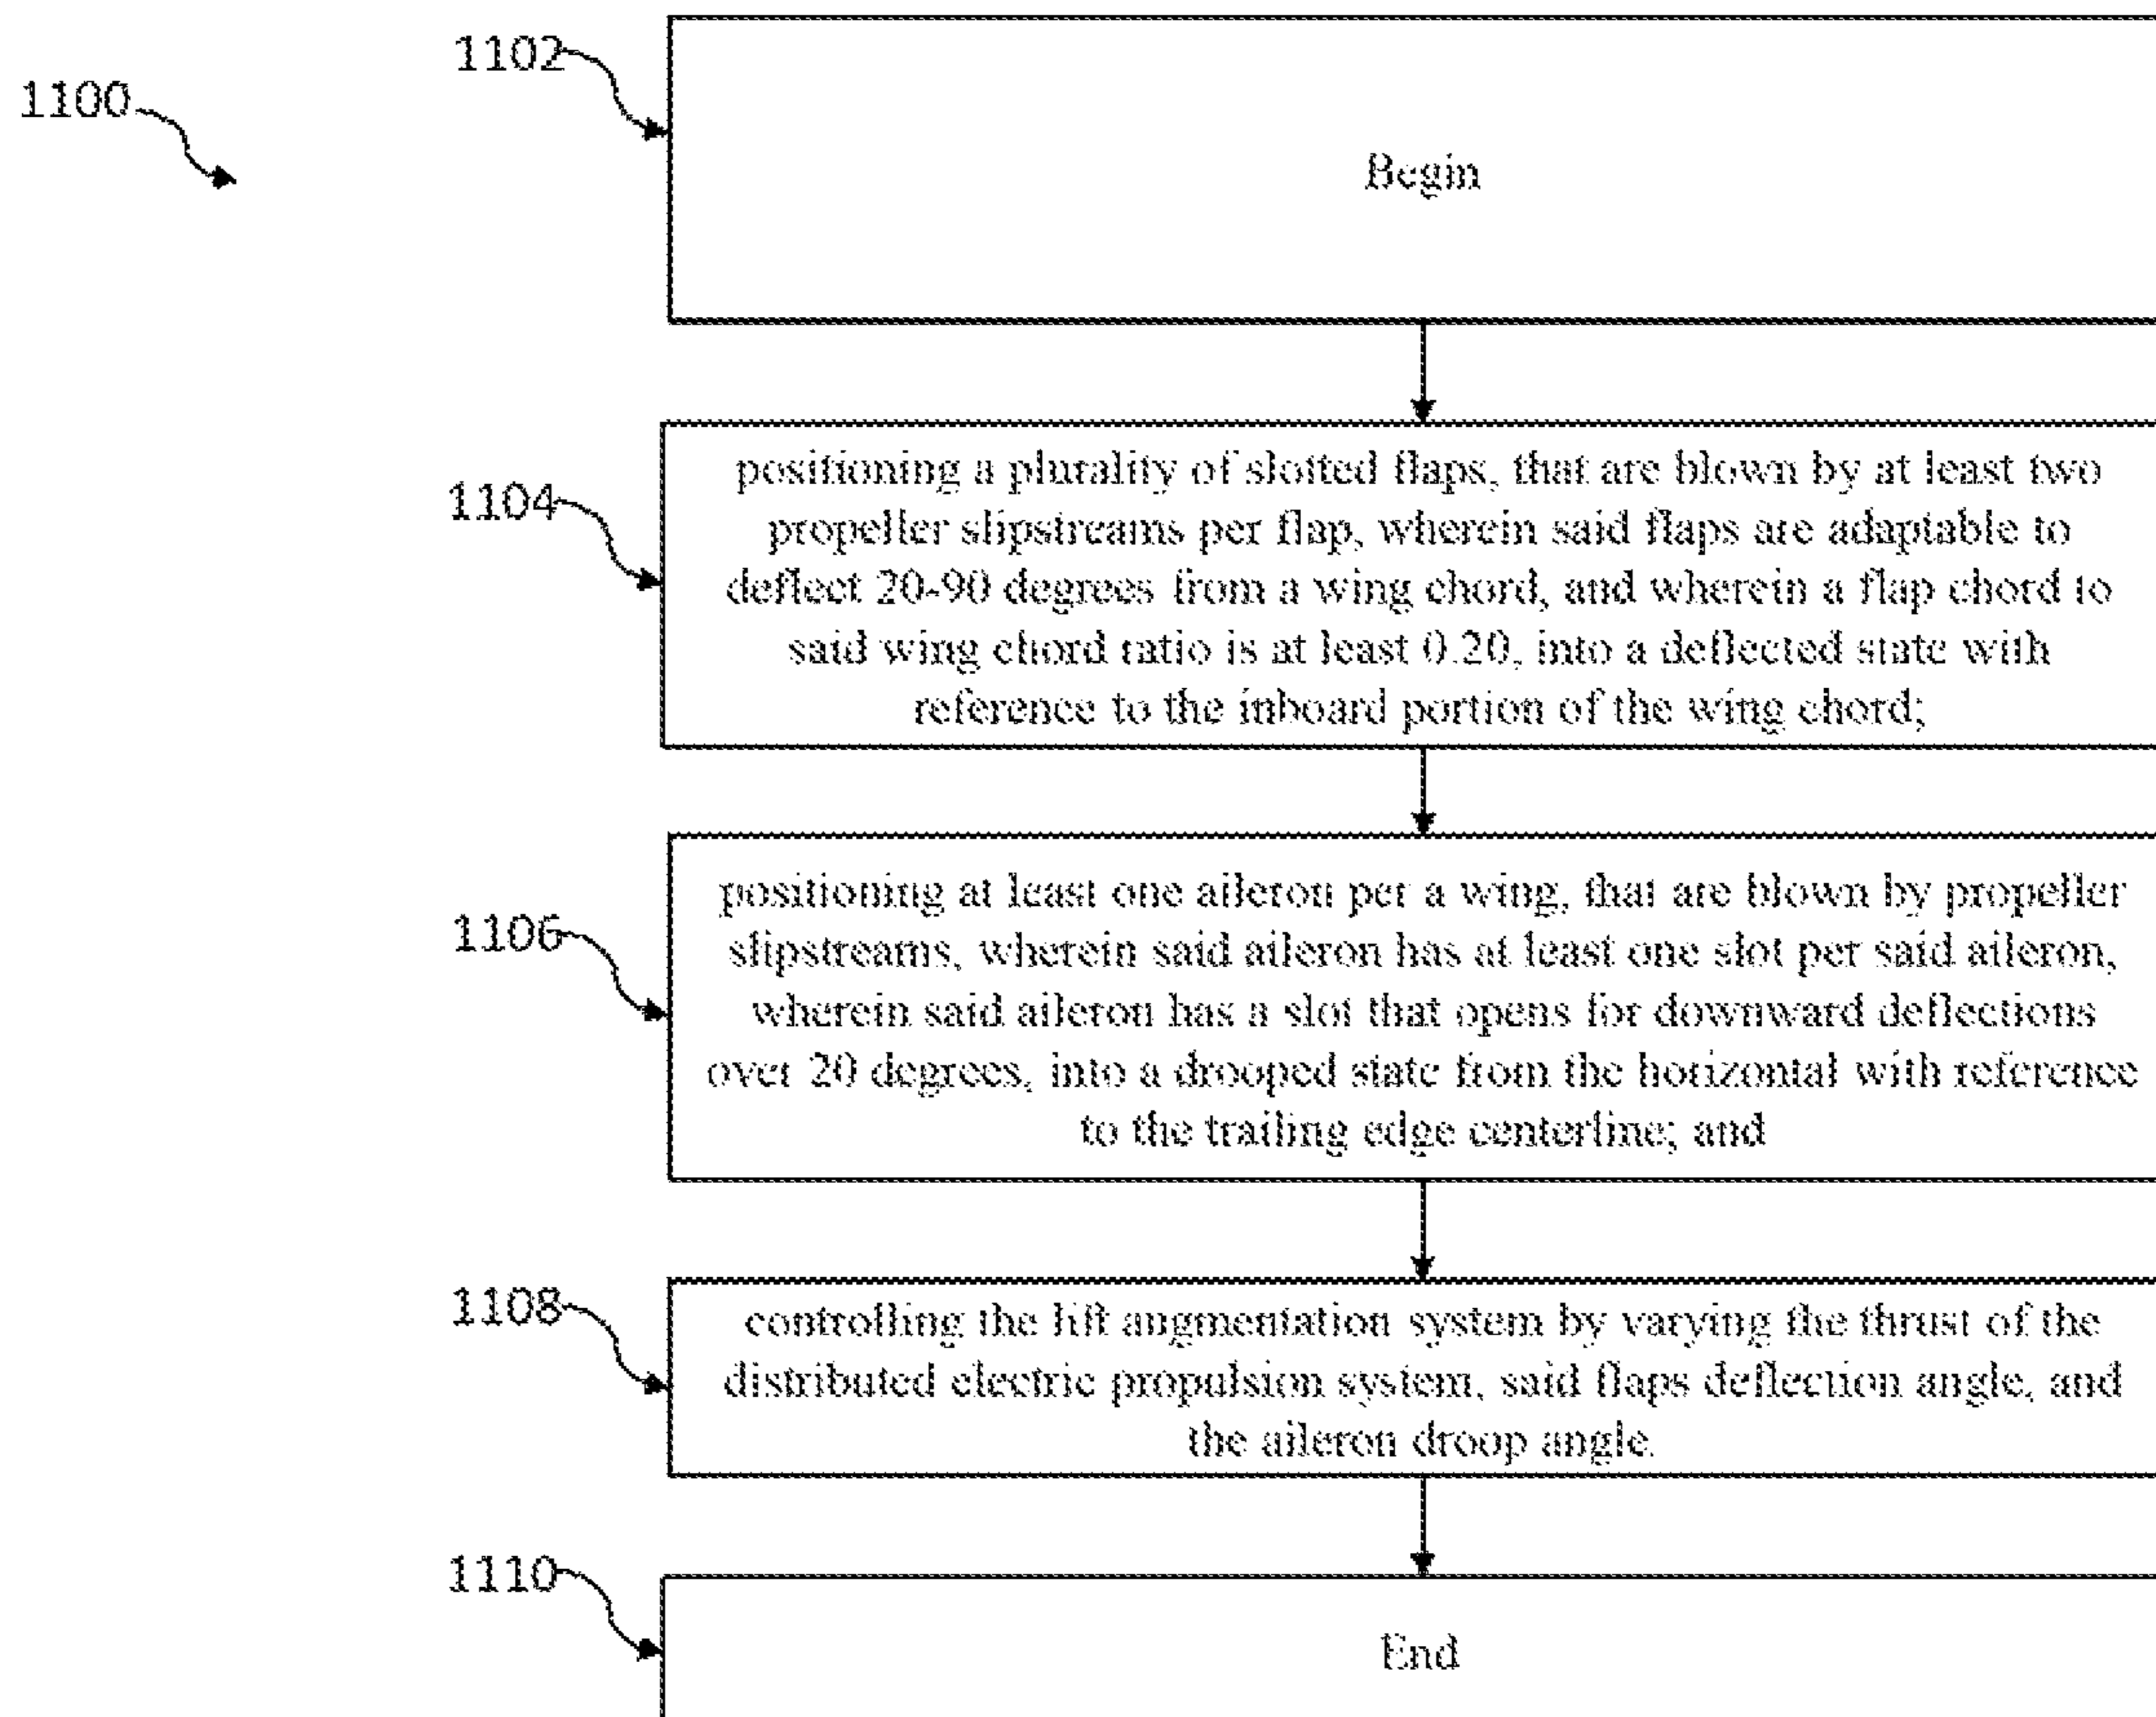 1100
1102
Begin
1104
positioning a plurality of slotted flaps, that are blown by at least two
propeller slipstreams per flap, wherein said flaps are adaptable to
deflect 20-90 degrees from a wing chord, and wherein a flap chord to
said wing chord ratio is at least 0.20, into a deflected state with
reference to the inboard portion of the wing chord;
1106
positioning at least one aileron per a wing, that are blown by propeller
slipstreams, wherein said aileron has at least one slot per said aileron,
wherein said aileron has a slot that opens for downward deflections
over 20 degrees, into a drooped state from the horizontal with reference
to the trailing edge centerline; and
1108
controlling the lift augmentation system by varying the thrust of the
distributed electric propulsion system, said flaps deflection angle, and
the aileron droop angle.
1110
End